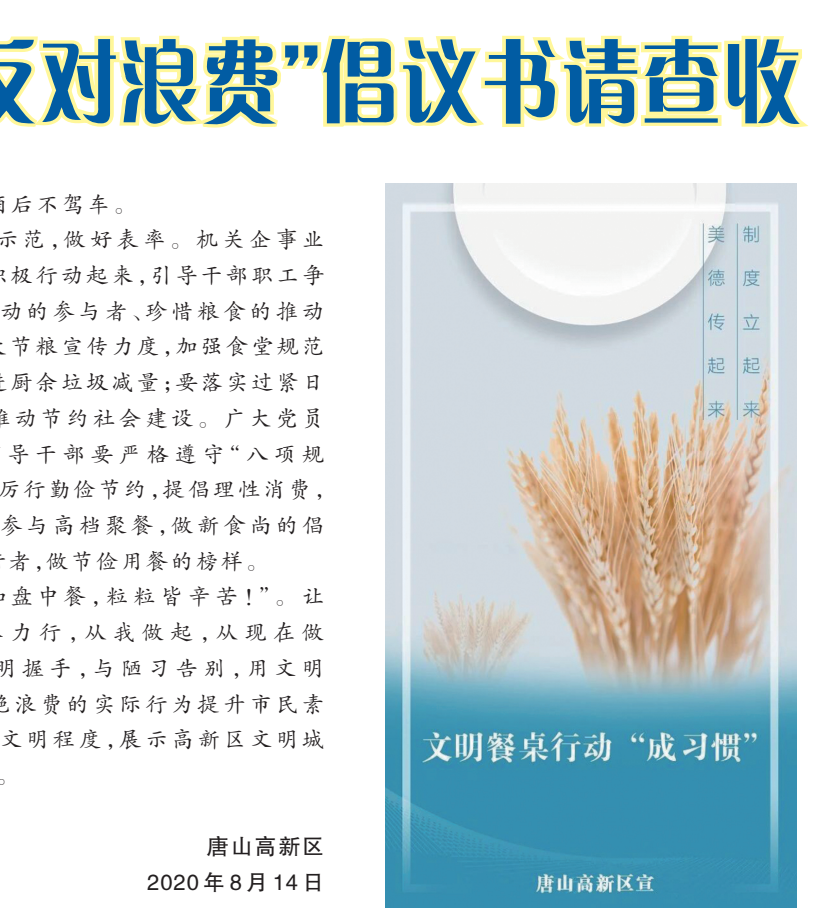 反对浪费”倡议书请查收
酒后不驾车。
示范,做好表率。机关企事业
积极行动起来,引导干部职工争
动的参与者、珍惜粮食的推动
大节粮宣传力度,加强食堂规范
进厨余垃圾减量;要落实过紧日
推动节约社会建设。广大党员
导干部要严格遵守“八项规
厉行勤俭节约,提倡理性消费,
参与高档聚餐,做新食尚的倡
行者,做节俭用餐的榜样。
知盘中餐,粒粒皆辛苦!”。让
力行,从我做起,从现在做
明握手,与陋习告别,用文明
绝浪费的实际行为提升市民素
文明程度,展示高新区文明城
。
唐山高新区
2020年8月14日
制度立起来
美德传起来
文明餐桌行动“成习惯”
唐山高新区宣